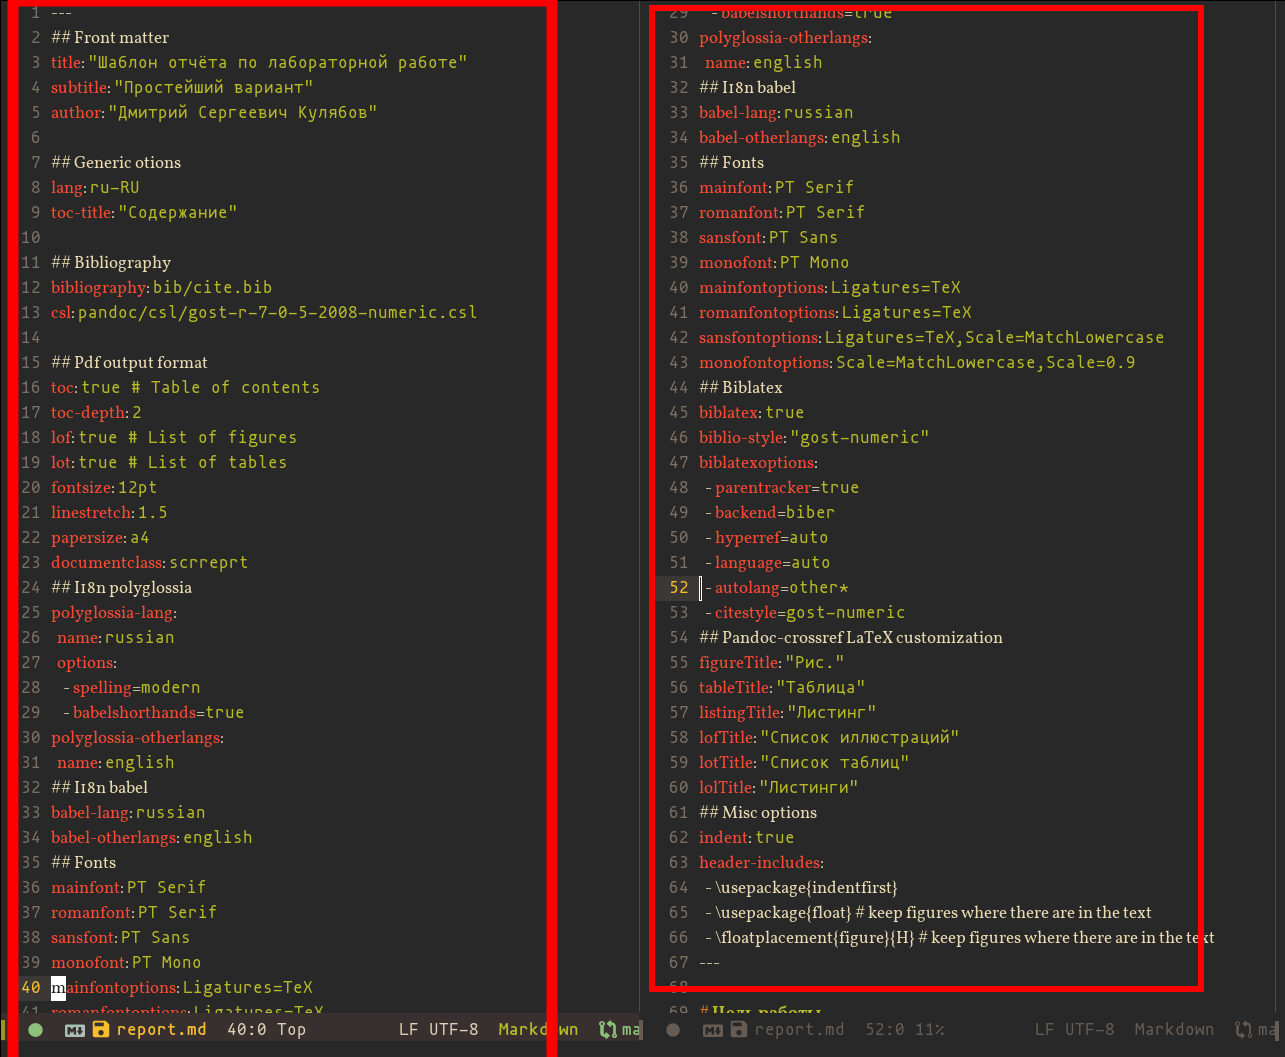 1 ---
2 ## Front matter
3 title: "Шаблон отчёта по лабораторной работе"
4 subtitle: "Простейший вариант"
5 author: "Дмитрий Сергеевич Кулябов"
6
7 ## Generic otions
8 lang: ru-RU
9 toc-title: "Содержание"
10
11 ## Bibliography
12 bibliography: bib/cite.bib
13 csl: pandoc/csl/gost-r-7-0-5-2008-numeric.csl
14
15 ## Pdf output format
16 toc: true # Table of contents
17 toc-depth: 2
18 lof: true # List of figures
19 lot: true # List of tables
20 fontsize: 12pt
21 linestretch: 1.5
22 papersize: a4
23 documentclass: scrreprt
24 ## I18n polyglossia
25 polyglossia-lang:
26 name: russian
27 options:
28 - spelling=modern
29 - babelshorthands=true
30 polyglossia-otherlangs:
31 name: english
32 ## I18n babel
33 babel-lang: russian
34 babel-otherlangs: english
35 ## Fonts
36 mainfont: PT Serif
37 romanfont: PT Serif
38 sansfont: PT Sans
39 monofont: PT Mono
40 mainfontoptions: Ligatures=TeX
41 romanfontoptions: Ligatures=TeX
report.md 40:0 Top LF UTF-8 Markdown ma
29 - babelshorthands=true
30 polyglossia-otherlangs:
31 name: english
32 ## I18n babel
33 babel-lang: russian
34 babel-otherlangs: english
35 ## Fonts
36 mainfont: PT Serif
37 romanfont: PT Serif
38 sansfont: PT Sans
39 monofont: PT Mono
40 mainfontoptions: Ligatures=TeX
41 romanfontoptions: Ligatures=TeX
42 sansfontoptions: Ligatures=TeX,Scale=MatchLowercase
43 monofontoptions: Scale=MatchLowercase,Scale=0.9
44 ## Biblatex
45 biblatex: true
46 biblio-style: "gost-numeric"
47 biblatexoptions:
48 - parentracker=true
49 - backend=biber
50 - hyperref=auto
51 - language=auto
52 - autolang=other*
53 - citestyle=gost-numeric
54 ## Pandoc-crossref LaTeX customization
55 figureTitle: "Рис."
56 tableTitle: "Таблица"
57 listingTitle: "Листинг"
58 lofTitle: "Список иллюстраций"
59 lotTitle: "Список таблиц"
60 lolTitle: "Листинги"
61 ## Misc options
62 indent: true
63 header-includes:
64 - \usepackage{indentfirst}
65 - \usepackage{float} # keep figures where there are in the text
66 - \floatplacement{figure}{H} # keep figures where there are in the text
67 ---
68
69 # Цель работы
report.md 52:0 11% LF UTF-8 Markdown ma